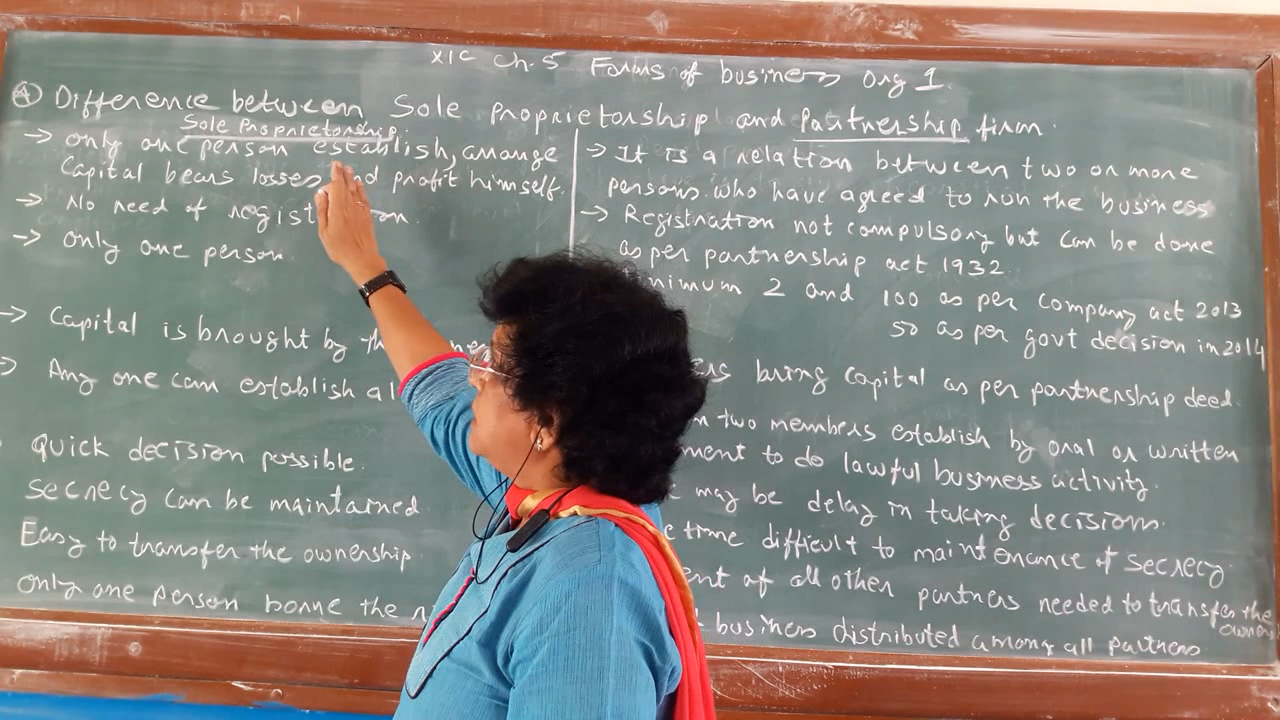 XIC Ch. 5 Forms of business org 1.
(A) Difference between Sole Proprietorship and Partnership firm.
Sole Proprietorship
→ only one person establish, arrange
Capital bears losses and profit himself.
→ No need of registration.
→ Only one person.
→ Capital is brought by the
→ Any one can establish
Quick decision possible.
Secrecy can be maintained.
Easy to transfer the ownership
Only one person borne the
→ It is a relation between two or more
persons who have agreed to run the business
→ Registration not compulsory but can be done
as per partnership act 1932.
2 and 100 as per Company act 2013
50 as per govt decision in 2014
bring capital as per partnership deed.
two members establish by oral or written
to do lawful business activity.
may be delay in taking decisions.
time difficult to maintenance of secrecy.
of all other partners needed to transfer the
business distributed among all partners